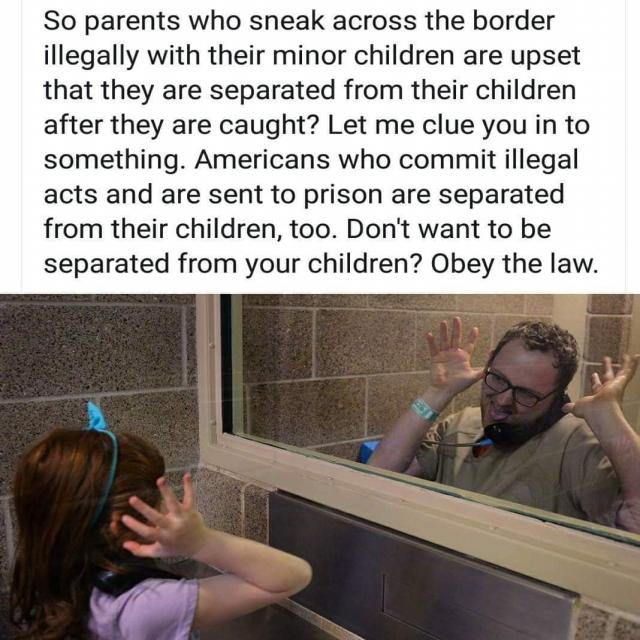 So parents who sneak across the border
illegally with their minor children are upset
that they are separated from their children
after they are caught? Let me clue you in to
something. Americans who commit illegal
acts and are sent to prison are separated
from their children, too. Don't want to be
separated from your children? Obey the law.